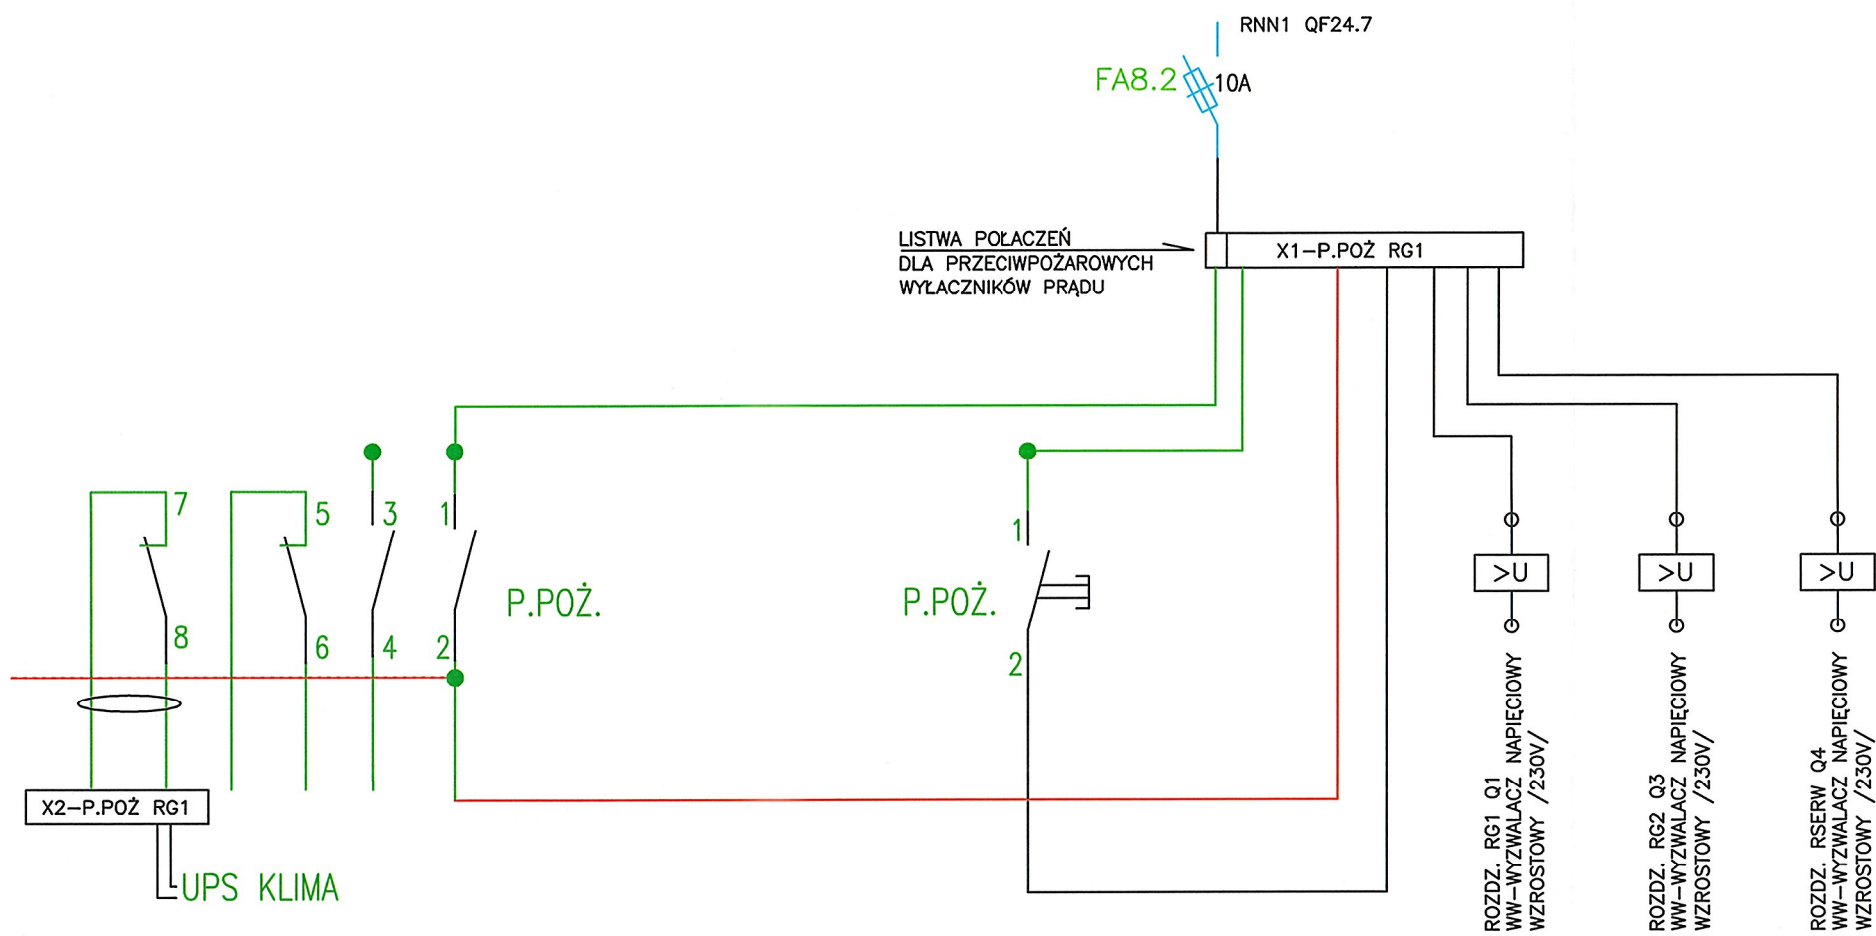 RNN1 QF24.7
FA8.2
10A
LISTWA POŁACZEŃ
DLA PRZECIWPOŻAROWYCH
WYŁACZNIKÓW PRĄDU
X1-P.POŻ RG1
7
5
3
1
1
8
6
4
2
2
P.POŻ.
P.POŻ.
>U
>U
>U
X2-P.POŻ RG1
UPS KLIMA
ROZDZ. RG1 Q1
WW-WYZWALACZ NAPIĘCIOWY
WZROSTOWY /230V/
ROZDZ. RG2 Q3
WW-WYZWALACZ NAPIĘCIOWY
WZROSTOWY /230V/
ROZDZ. RSERW Q4
WW-WYZWALACZ NAPIĘCIOWY
WZROSTOWY /230V/